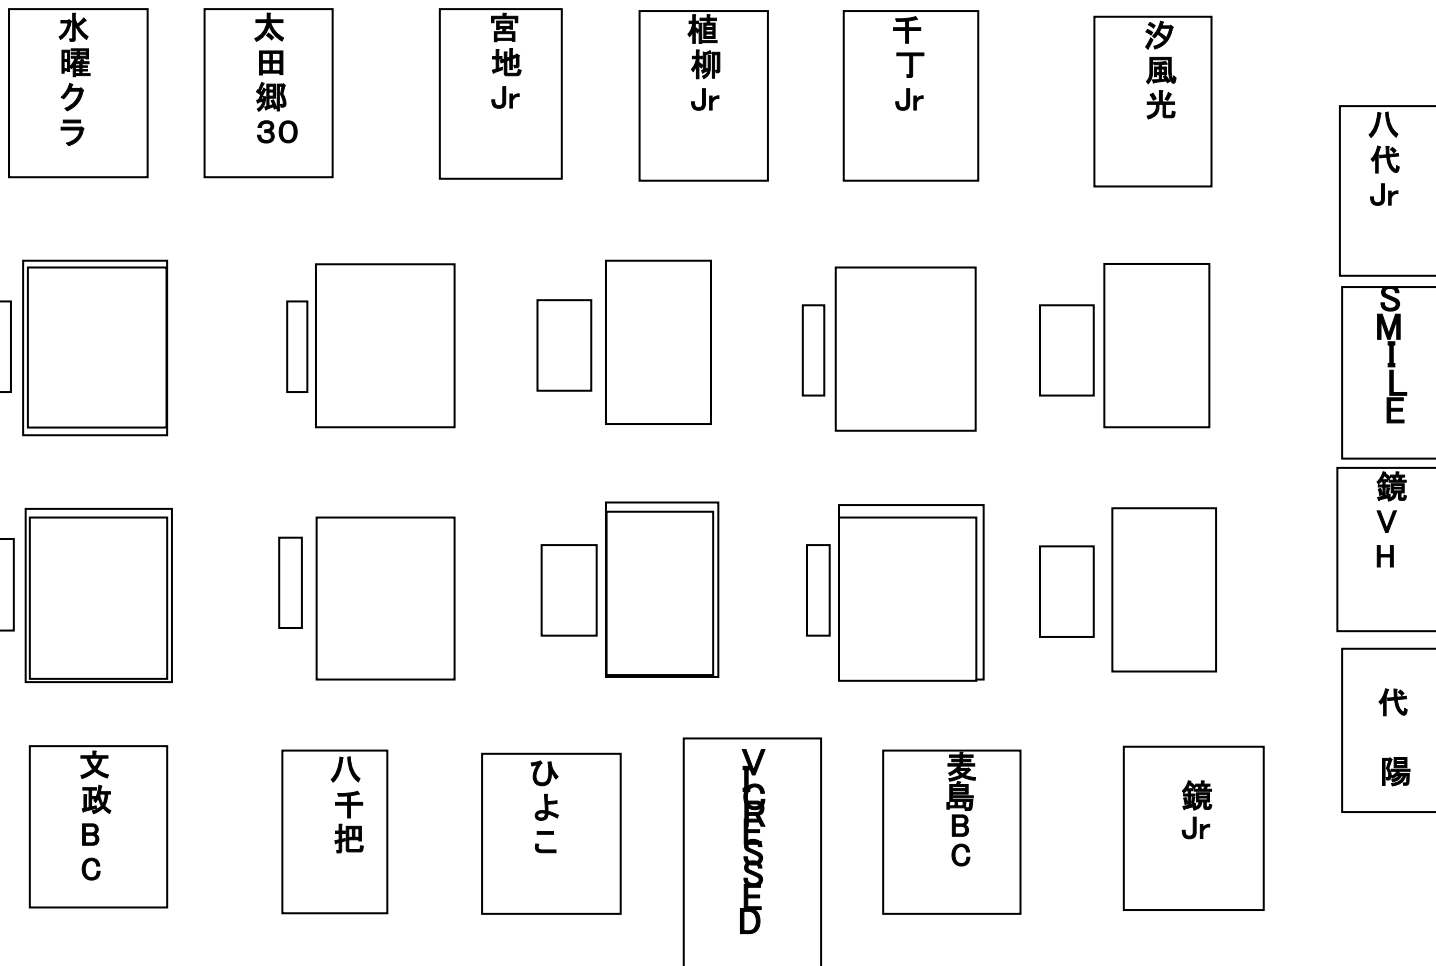 水曜クラ
太田郷30
宮地Jr
植柳Jr
千丁Jr
汐風光
八代Jr
SMILE
鏡VH
代陽
文政BC
八千把
ひよこ
麦島BC
鏡Jr